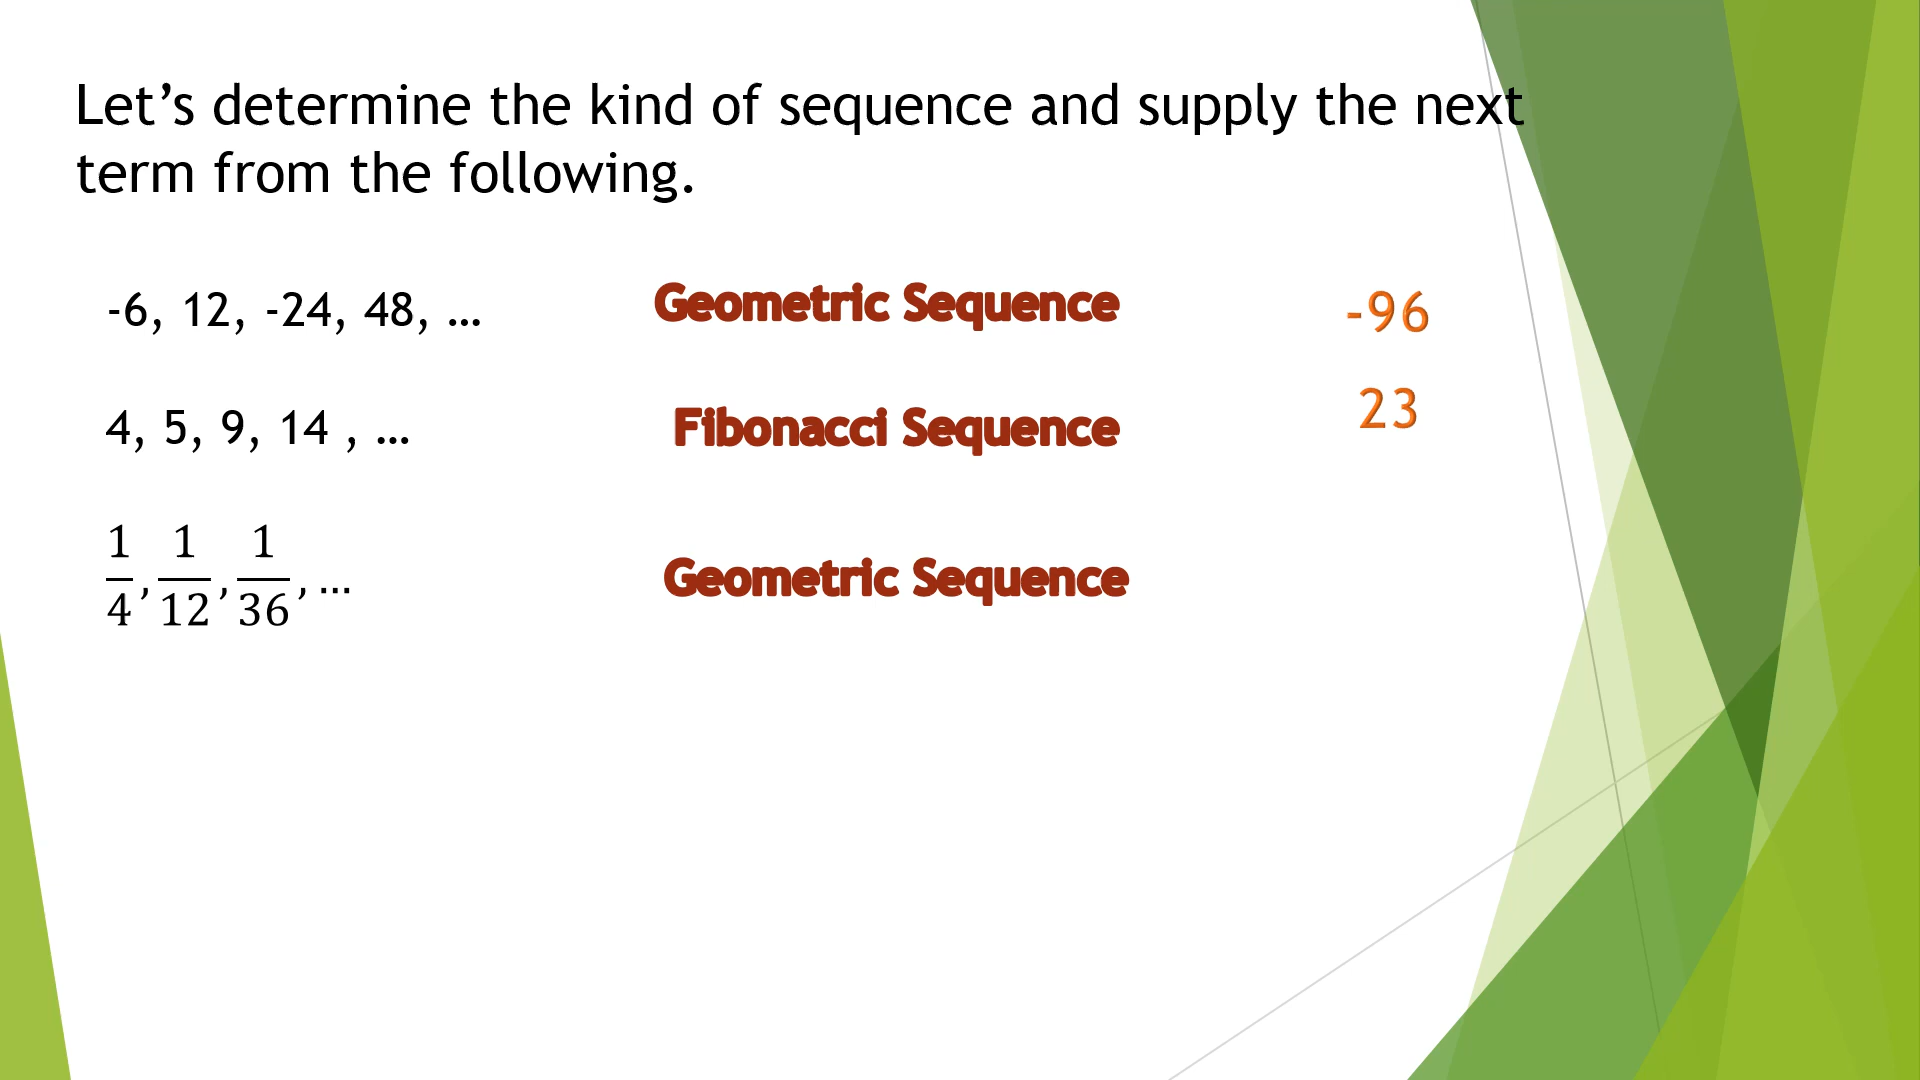 Let’s determine the kind of sequence and supply the next
term from the following.
-6, 12, -24, 48, … Geometric Sequence -96
4, 5, 9, 14 , … Fibonacci Sequence 23
1/4, 1/12, 1/36, … Geometric Sequence